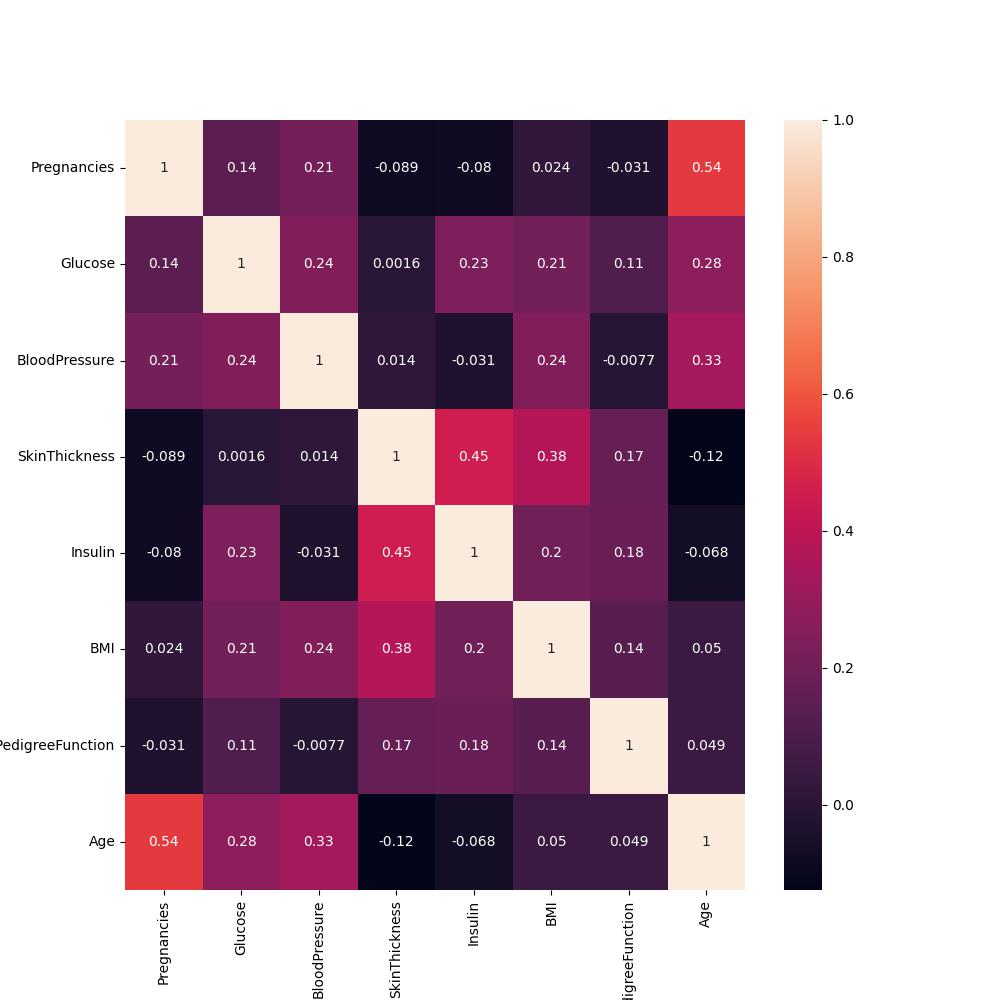 Pregnancies 1 0.14 0.21 -0.089 -0.08 0.024 -0.031 0.54
Glucose 0.14 1 0.24 0.0016 0.23 0.21 0.11 0.28
BloodPressure 0.21 0.24 1 0.014 -0.031 0.24 -0.0077 0.33
SkinThickness -0.089 0.0016 0.014 1 0.45 0.38 0.17 -0.12
Insulin -0.08 0.23 -0.031 0.45 1 0.2 0.18 -0.068
BMI 0.024 0.21 0.24 0.38 0.2 1 0.14 0.05
PedigreeFunction -0.031 0.11 -0.0077 0.17 0.18 0.14 1 0.049
Age 0.54 0.28 0.33 -0.12 -0.068 0.05 0.049 1
Pregnancies
Glucose
BloodPressure
SkinThickness
Insulin
BMI
digreeFunction
Age
1.0
0.8
0.6
0.4
0.2
0.0